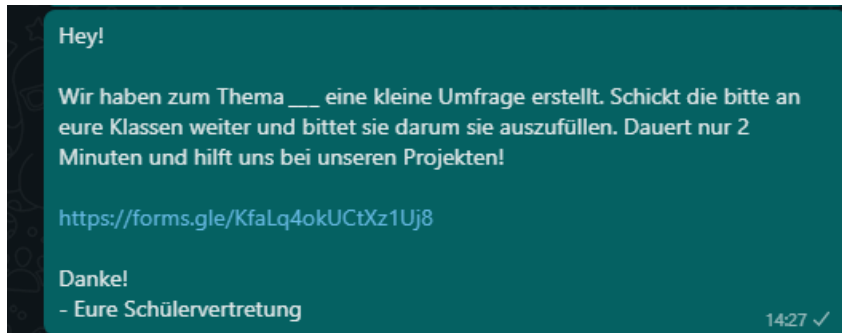 Hey!
Wir haben zum Thema ___ eine kleine Umfrage erstellt. Schickt die bitte an
eure Klassen weiter und bittet sie darum sie auszufüllen. Dauert nur 2
Minuten und hilft uns bei unseren Projekten!
https://forms.gle/KfaLq4okUCtXz1Uj8
Danke!
- Eure Schülervertretung
14:27